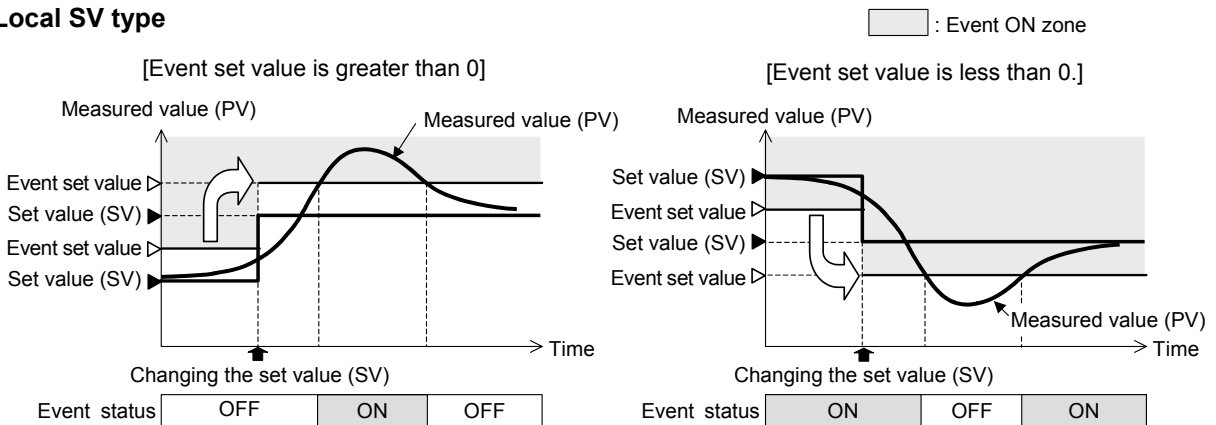 Local SV type
: Event ON zone
[Event set value is greater than 0]
Measured value (PV)
Measured value (PV)
Event set value
Set value (SV)
Event set value
Set value (SV)
Time
Changing the set value (SV)
Event status OFF ON OFF
[Event set value is less than 0.]
Measured value (PV)
Set value (SV)
Event set value
Set value (SV)
Event set value
Measured value (PV)
Time
Changing the set value (SV)
Event status ON OFF ON